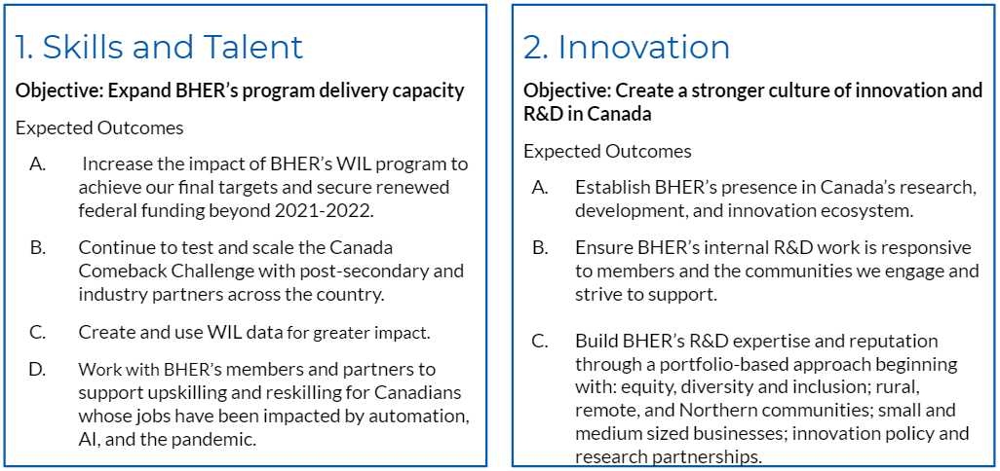 1. Skills and Talent
Objective: Expand BHER's program delivery capacity
Expected Outcomes
A. Increase the impact of BHER's WIL program to
achieve our final targets and secure renewed
federal funding beyond 2021-2022.
B. Continue to test and scale the Canada
Comeback Challenge with post-secondary and
industry partners across the country.
C. Create and use WIL data for greater impact.
D. Work with BHER's members and partners to
support upskilling and reskilling for Canadians
whose jobs have been impacted by automation,
AI, and the pandemic.
2. Innovation
Objective: Create a stronger culture of innovation and
R&D in Canada
Expected Outcomes
A. Establish BHER's presence in Canada's research,
development, and innovation ecosystem.
B. Ensure BHER's internal R&D work is responsive
to members and the communities we engage and
strive to support.
C. Build BHER's R&D expertise and reputation
through a portfolio-based approach beginning
with: equity, diversity and inclusion; rural,
remote, and Northern communities; small and
medium sized businesses; innovation policy and
research partnerships.